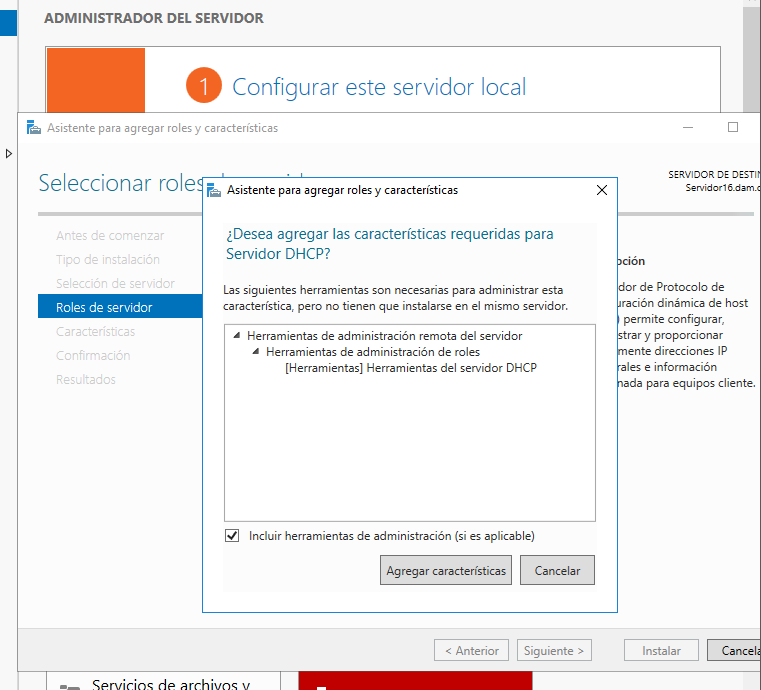 ADMINISTRADOR DEL SERVIDOR
1 Configurar este servidor local
Asistente para agregar roles y características
Seleccionar roles
SERVIDOR DE DESTIN
Servidor16.dam.
Antes de comenzar
Tipo de instalación
Selección de servidor
Roles de servidor
Características
Confirmación
Resultados
Asistente para agregar roles y características
¿Desea agregar las características requeridas para
Servidor DHCP?
Las siguientes herramientas son necesarias para administrar esta
característica, pero no tienen que instalarse en el mismo servidor.
Herramientas de administración remota del servidor
Herramientas de administración de roles
[Herramientas] Herramientas del servidor DHCP
Incluir herramientas de administración (si es aplicable)
Agregar características
Cancelar
pción
dor de Protocolo de
uración dinámica de host
) permite configurar,
strar y proporcionar
mente direcciones IP
rales e información
nada para equipos cliente.
< Anterior
Siguiente >
Instalar
Cancela
Servicios de archivos y